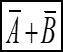 A̅ + B̅